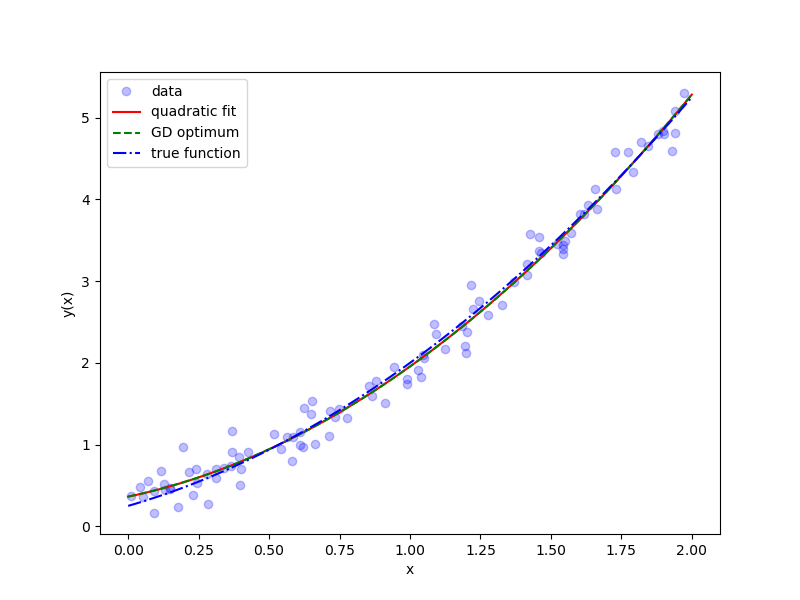 data
quadratic fit
GD optimum
true function
5
4
3
2
1
0
y(x)
0.00 0.25 0.50 0.75 1.00 1.25 1.50 1.75 2.00
x